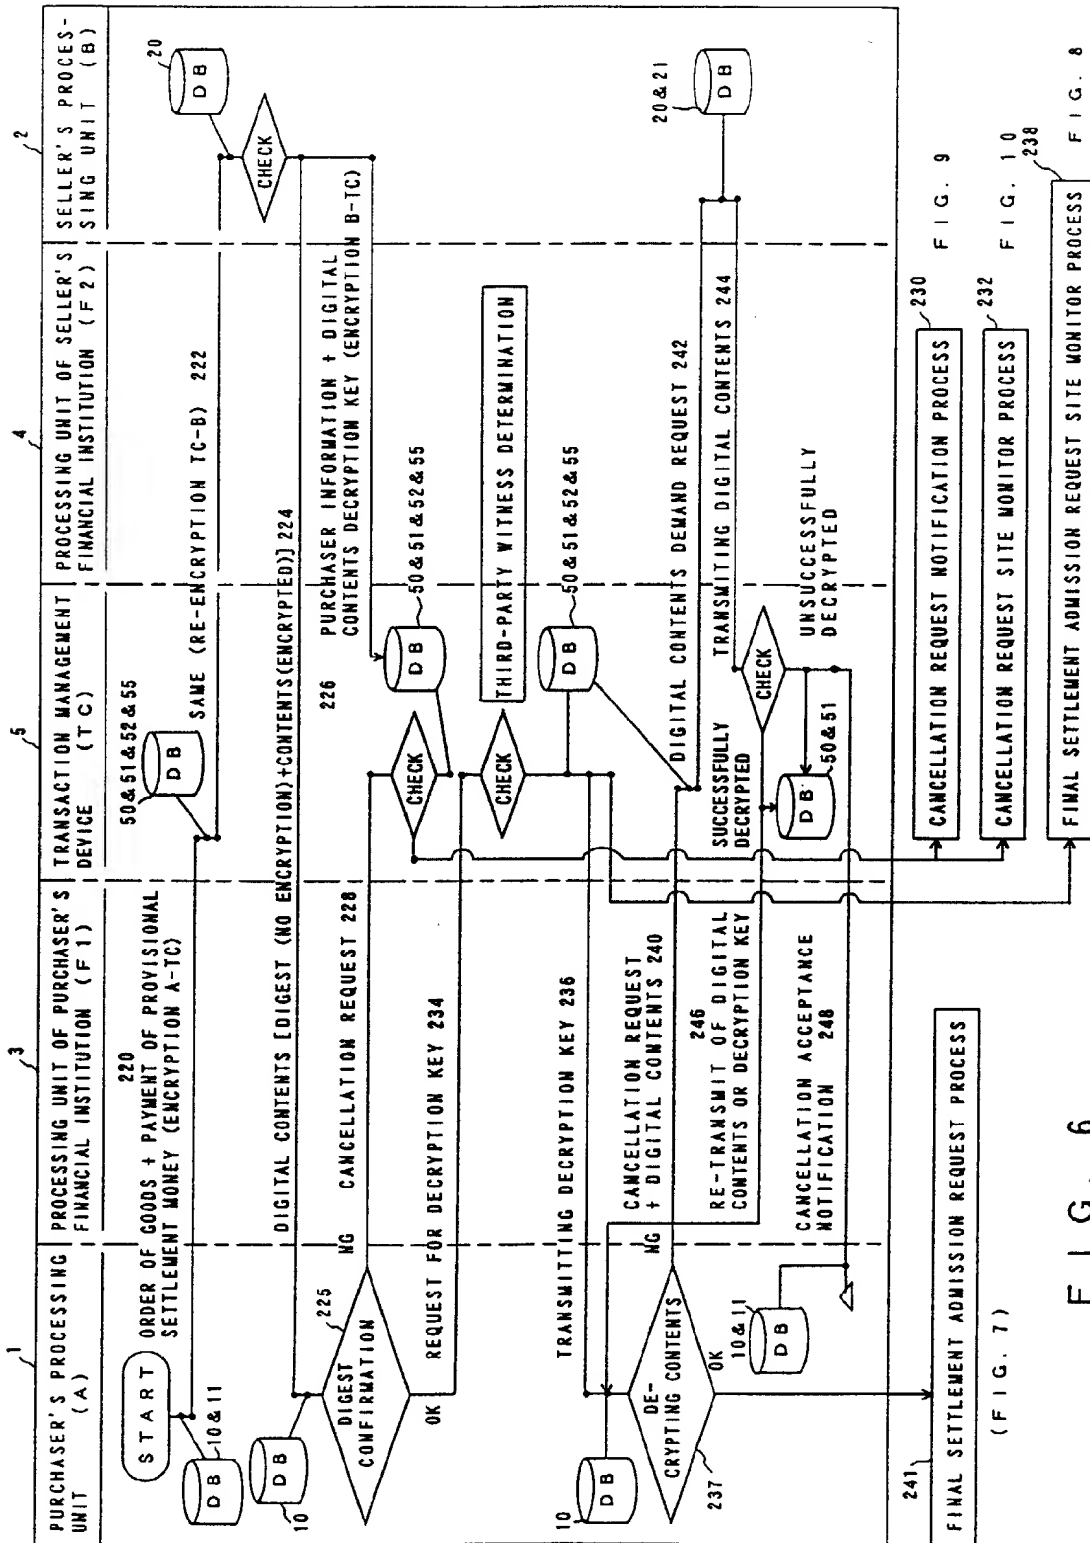 1
PURCHASER'S PROCESSING
UNIT (A)
3
PROCESSING UNIT OF PURCHASER'S
FINANCIAL INSTITUTION (F 1)
5
TRANSACTION MANAGEMENT
DEVICE (T C)
4
PROCESSING UNIT OF SELLER'S
FINANCIAL INSTITUTION (F 2)
2
SELLER'S PROCES-
SING UNIT (B)
START
220
ORDER OF GOODS + PAYMENT OF PROVISIONAL
SETTLEMENT MONEY (ENCRYPTION A-TC)
DB
10&11
50&51&52&55
DB
SAME (RE-ENCRYPTION TC-B) 222
20
DB
CHECK
DIGITAL CONTENTS [DIGEST (NO ENCRYPTION)+CONTENTS(ENCRYPTED)] 224
DB
10
225
DIGEST
CONFIRMATION
226
PURCHASER INFORMATION + DIGITAL
CONTENTS DECRYPTION KEY (ENCRYPTION B-TC)
NG
CANCELLATION REQUEST 228
CHECK
DB
50&51&52&55
OK
REQUEST FOR DECRYPTION KEY 234
CHECK
THIRD-PARTY WITNESS DETERMINATION
DB
50&51&52&55
TRANSMITTING DECRYPTION KEY 236
DB
10
DE-
CRYPTING CONTENTS
237
NG
CANCELLATION REQUEST
+ DIGITAL CONTENTS 240
DIGITAL CONTENTS DEMAND REQUEST 242
20&21
DB
TRANSMITTING DIGITAL CONTENTS 244
OK
246
RE-TRANSMIT OF DIGITAL
CONTENTS OR DECRYPTION KEY
SUCCESSFULLY
DECRYPTED
CHECK
UNSUCCESSFULLY
DECRYPTED
DB
50&51
10&11
DB
CANCELLATION ACCEPTANCE
NOTIFICATION 248
230
CANCELLATION REQUEST NOTIFICATION PROCESS
FIG. 9
232
CANCELLATION REQUEST SITE MONITOR PROCESS
FIG. 10
238
FINAL SETTLEMENT ADMISSION REQUEST SITE MONITOR PROCESS
FIG. 8
241
FINAL SETTLEMENT ADMISSION REQUEST PROCESS
(FIG. 7)
FIG. 6